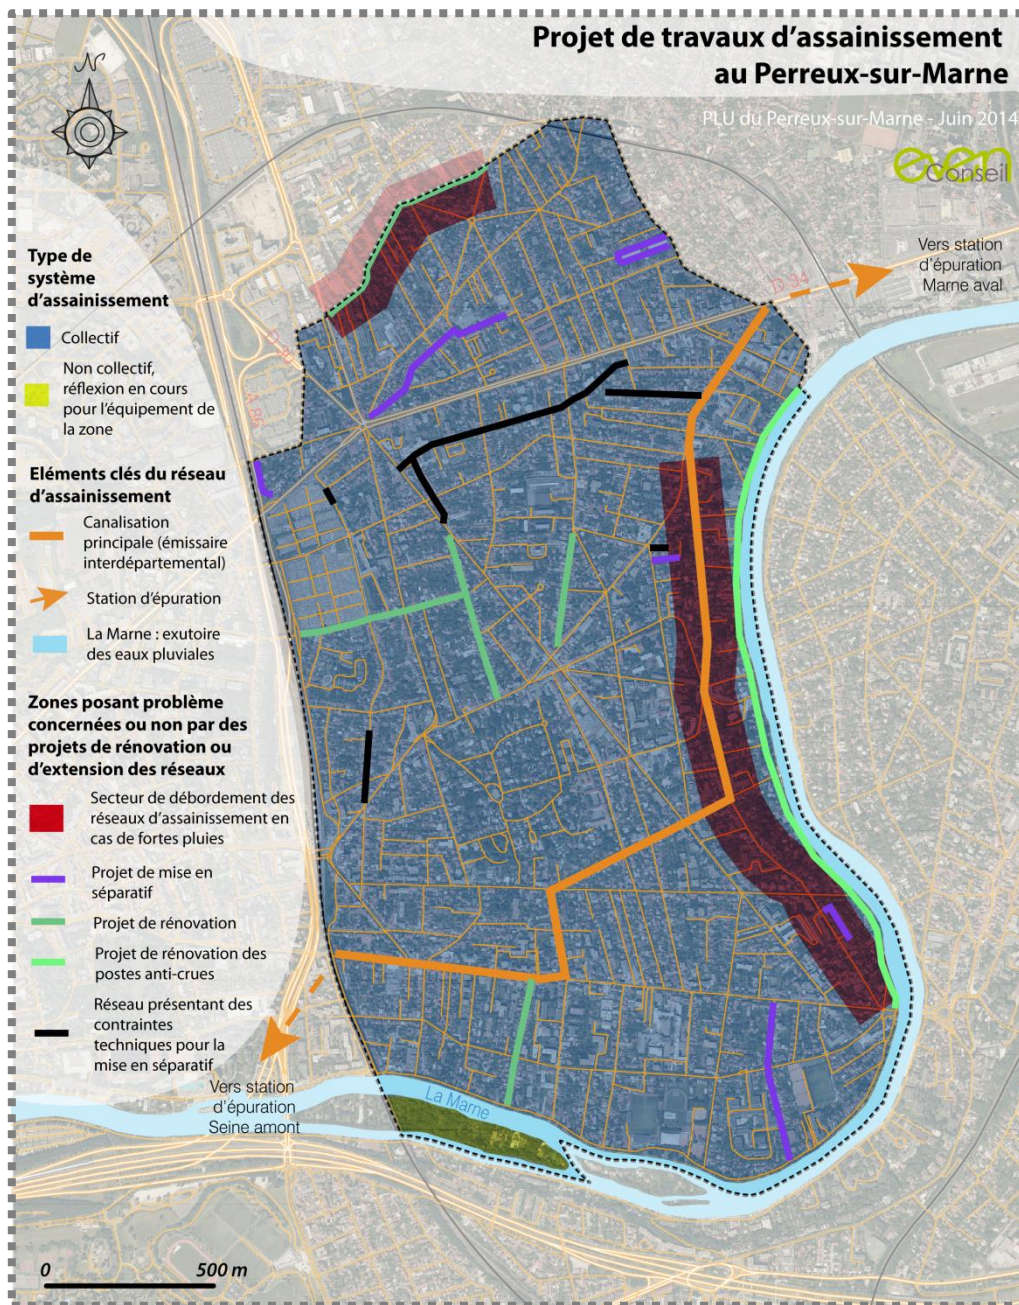 Projet de travaux d'assainissement
au Perreux-sur-Marne
PLU du Perreux-sur-Marne - Juin 2014
even
Conseil
N
Type de
système
d'assainissement
Collectif
Non collectif,
réflexion en cours
pour l'équipement de
la zone
Eléments clés du réseau
d'assainissement
Canalisation
principale (émissaire
interdépartemental)
Station d'épuration
La Marne : exutoire
des eaux pluviales
Zones posant problème
concernées ou non par des
projets de rénovation ou
d'extension des réseaux
Secteur de débordement des
réseaux d'assainissement en
cas de fortes pluies
Projet de mise en
séparatif
Projet de rénovation
Projet de rénovation des
postes anti-crues
Réseau présentant des
contraintes
techniques pour la
mise en séparatif
Vers station
d'épuration
Marne aval
Vers station
d'épuration
Seine amont
La Marne
A 86
0 500 m